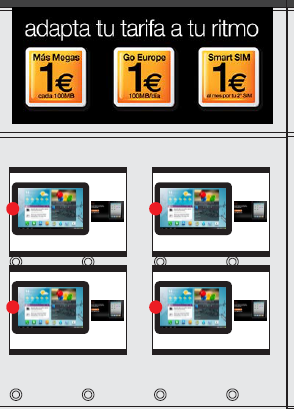 adapta tu tarifa a tu ritmo
Más Megas
1€
cada 100MB
Go Europe
1€
100MB/día
Smart SIM
1€
al mes por tu 2ª SIM